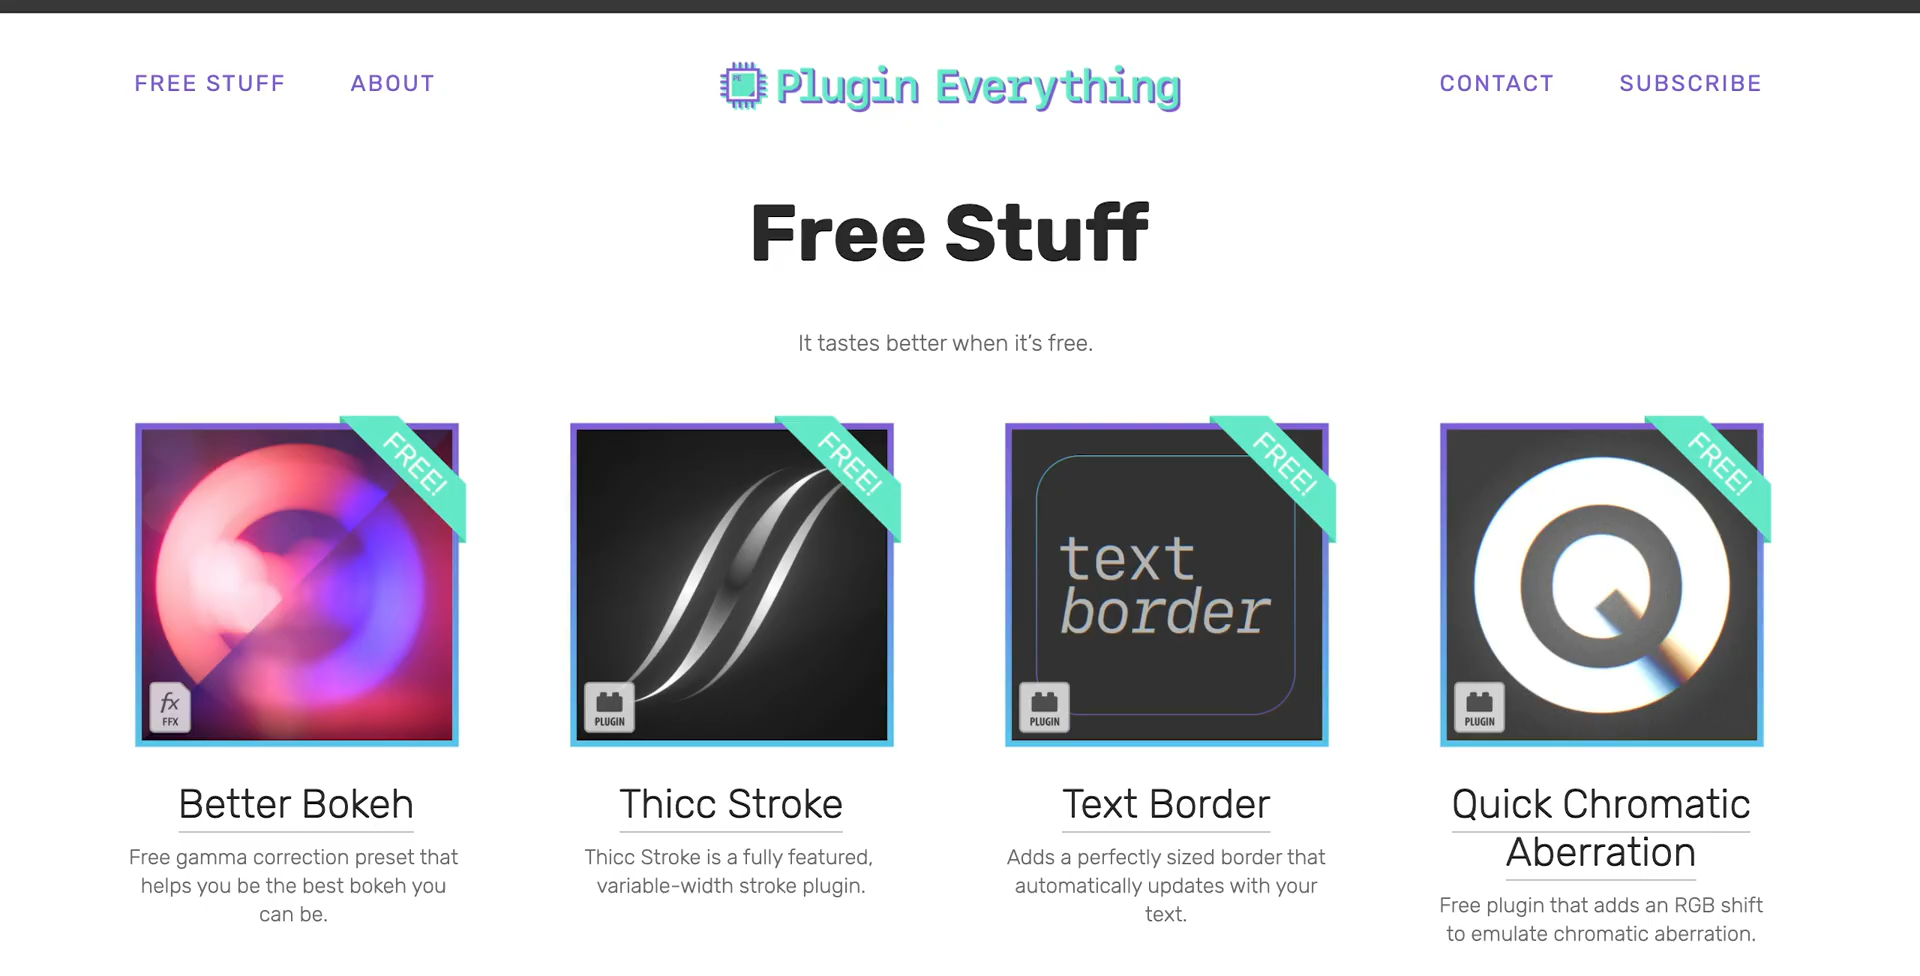 FREE STUFF
ABOUT
Plugin Everything
CONTACT
SUBSCRIBE
Free Stuff
It tastes better when it's free.
FREE!
fx
FFX
FREE!
PLUGIN
FREE!
text
border
PLUGIN
FREE!
PLUGIN
Better Bokeh
Free gamma correction preset that
helps you be the best bokeh you
can be.
Thicc Stroke
Thicc Stroke is a fully featured,
variable-width stroke plugin.
Text Border
Adds a perfectly sized border that
automatically updates with your
text.
Quick Chromatic
Aberration
Free plugin that adds an RGB shift
to emulate chromatic aberration.